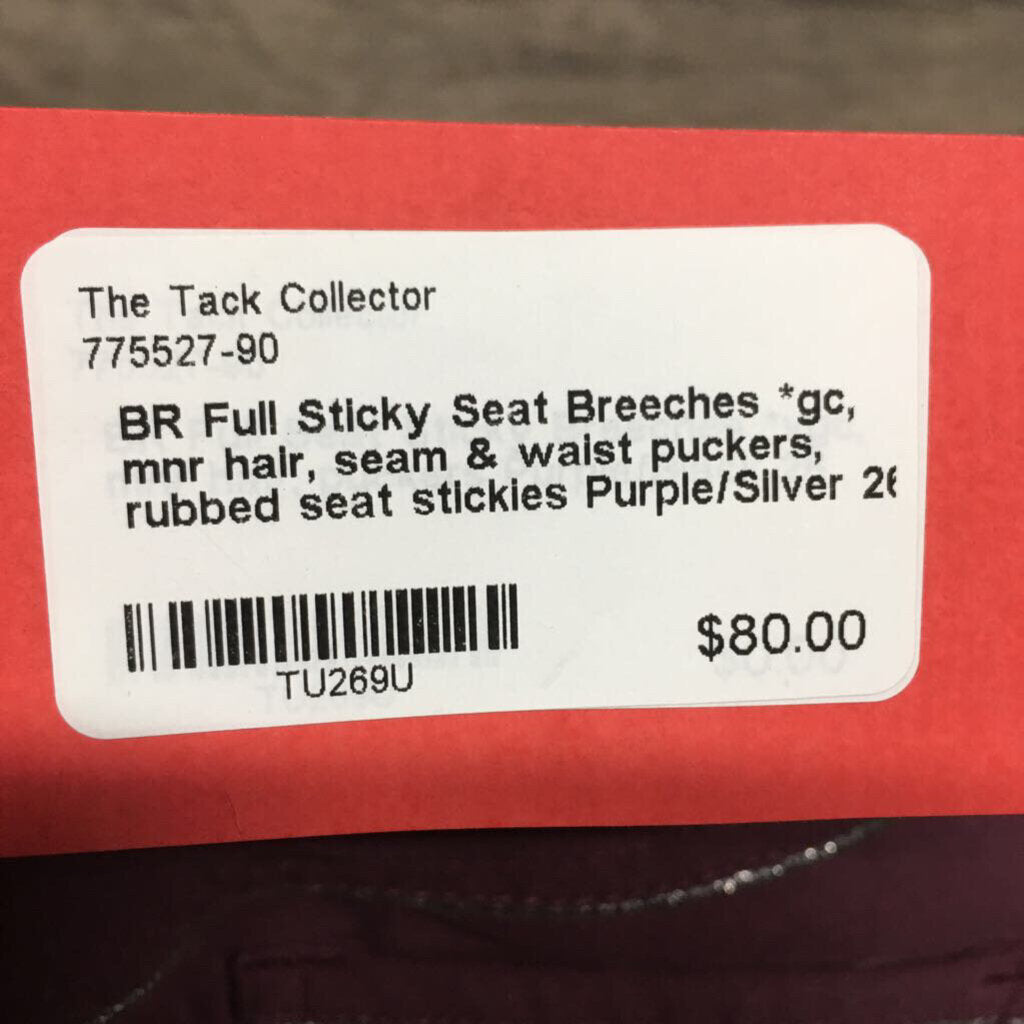 The Tack Collector
775527-90
BR Full Sticky Seat Breeches *gc,
mnr hair, seam & waist puckers,
rubbed seat stickies Purple/Silver
TU269U
$80.00